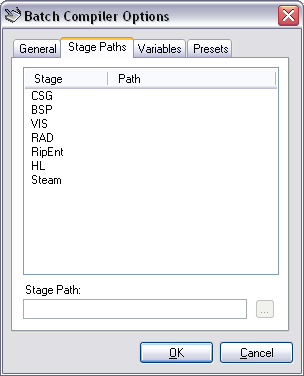 Batch Compiler Options
General Stage Paths Variables Presets
Stage Path
CSG
BSP
VIS
RAD
RipEnt
HL
Steam
Stage Path:
...
OK Cancel